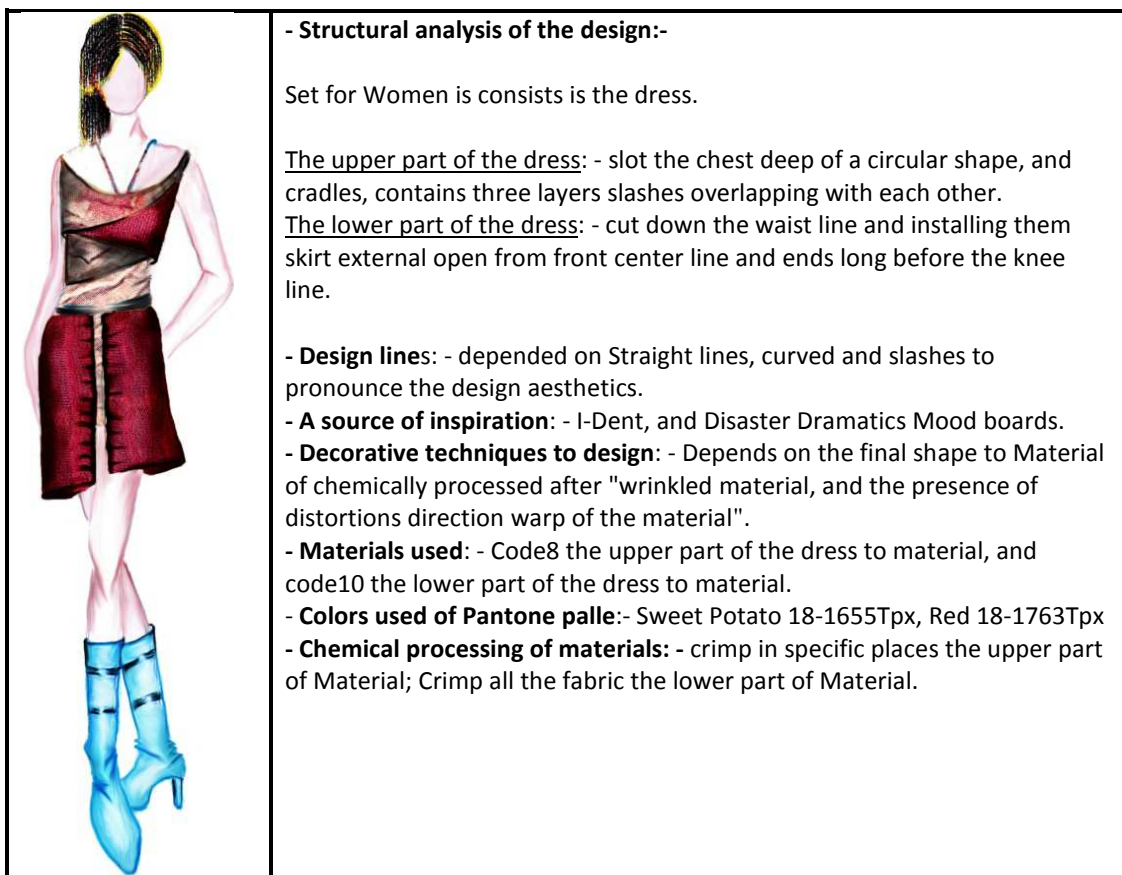 - Structural analysis of the design:-
Set for Women is consists is the dress.
The upper part of the dress: - slot the chest deep of a circular shape, and
cradles, contains three layers slashes overlapping with each other.
The lower part of the dress: - cut down the waist line and installing them
skirt external open from front center line and ends long before the knee
line.
- Design lines: - depended on Straight lines, curved and slashes to
pronounce the design aesthetics.
- A source of inspiration: - I-Dent, and Disaster Dramatics Mood boards.
- Decorative techniques to design: - Depends on the final shape to Material
of chemically processed after "wrinkled material, and the presence of
distortions direction warp of the material".
- Materials used: - Code8 the upper part of the dress to material, and
code10 the lower part of the dress to material.
- Colors used of Pantone palle:- Sweet Potato 18-1655Tpx, Red 18-1763Tpx
- Chemical processing of materials: - crimp in specific places the upper part
of Material; Crimp all the fabric the lower part of Material.